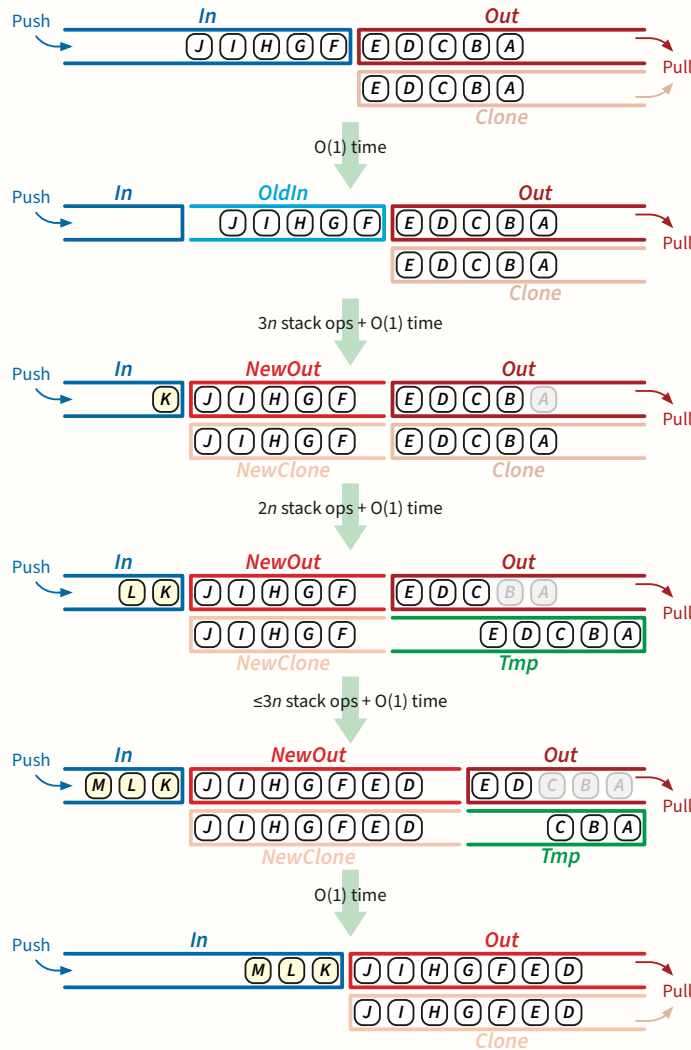 In Out
Push J I H G F E D C B A
Pull
E D C B A
Clone
O(1) time
In OldIn Out
Push J I H G F E D C B A
Pull
E D C B A
Clone
3n stack ops + O(1) time
In NewOut Out
Push K J I H G F E D C B A
Pull
J I H G F E D C B A
NewClone Clone
2n stack ops + O(1) time
In NewOut Out
Push L K J I H G F E D C B A
Pull
J I H G F E D C B A
NewClone Tmp
≤3n stack ops + O(1) time
In NewOut Out
Push M L K J I H G F E D E D C B A
Pull
J I H G F E D C B A
NewClone Tmp
O(1) time
In Out
Push M L K J I H G F E D
Pull
J I H G F E D
Clone